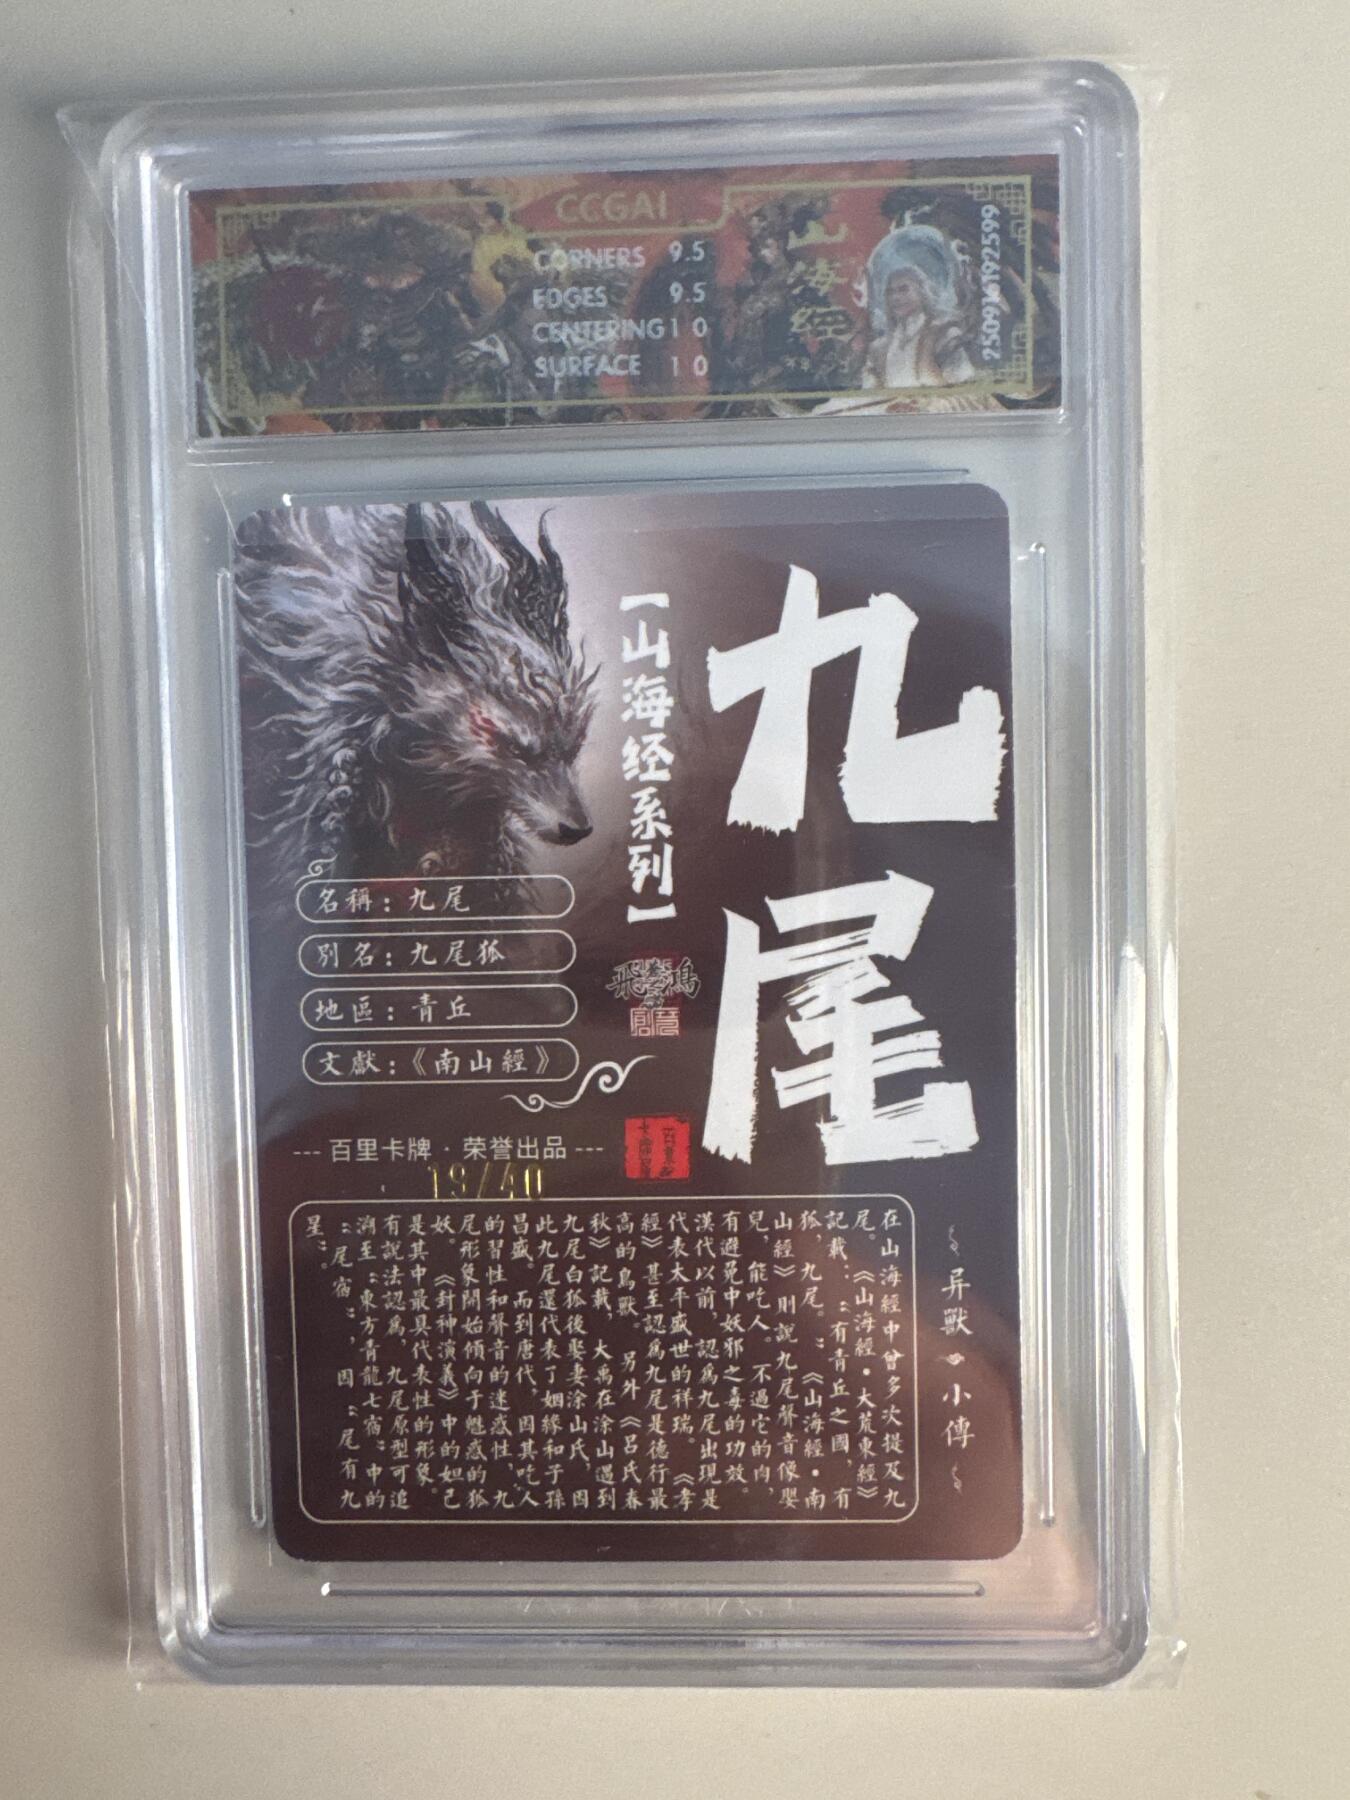 CCGAI
CORNERS 9.5
EDGES 9.5
CENTERING 10
SURFACE 10
山海經
九尾
【山海经系列】
名稱：九尾
別名：九尾狐
地區：青丘
文獻：《南山經》
--- 百里卡牌 · 荣誉出品 ---
19/40
异獸
小傳
在山海經中曾多次提及九
尾。《山海經·大荒東經》
記載：“有青丘之國，有
狐，九尾。”《山海經·南
山經》則說九尾聲音像嬰
兒，能吃人。不過它的肉，
有避免中妖邪之毒的功效。
漢代以前，認爲九尾出現是
代表太平盛世的祥瑞。《孝
經》甚至認爲九尾是德行最
高的鳥獸。另外《呂氏春
秋》記載，大禹在涂山遇到
九尾白狐後娶妻涂山氏，因
此九尾還代表了姻緣和子孫
昌盛。而到唐代，因其吃人
的習性和聲音的迷惑性，九
尾形象開始傾向于魅惑的狐
妖。《封神演義》中的妲己
是其中最具代表性的形象。
有說法認爲，九尾原型可追
溯至“東方青龍七宿”中的
“尾宿”，因“尾有九
星”。